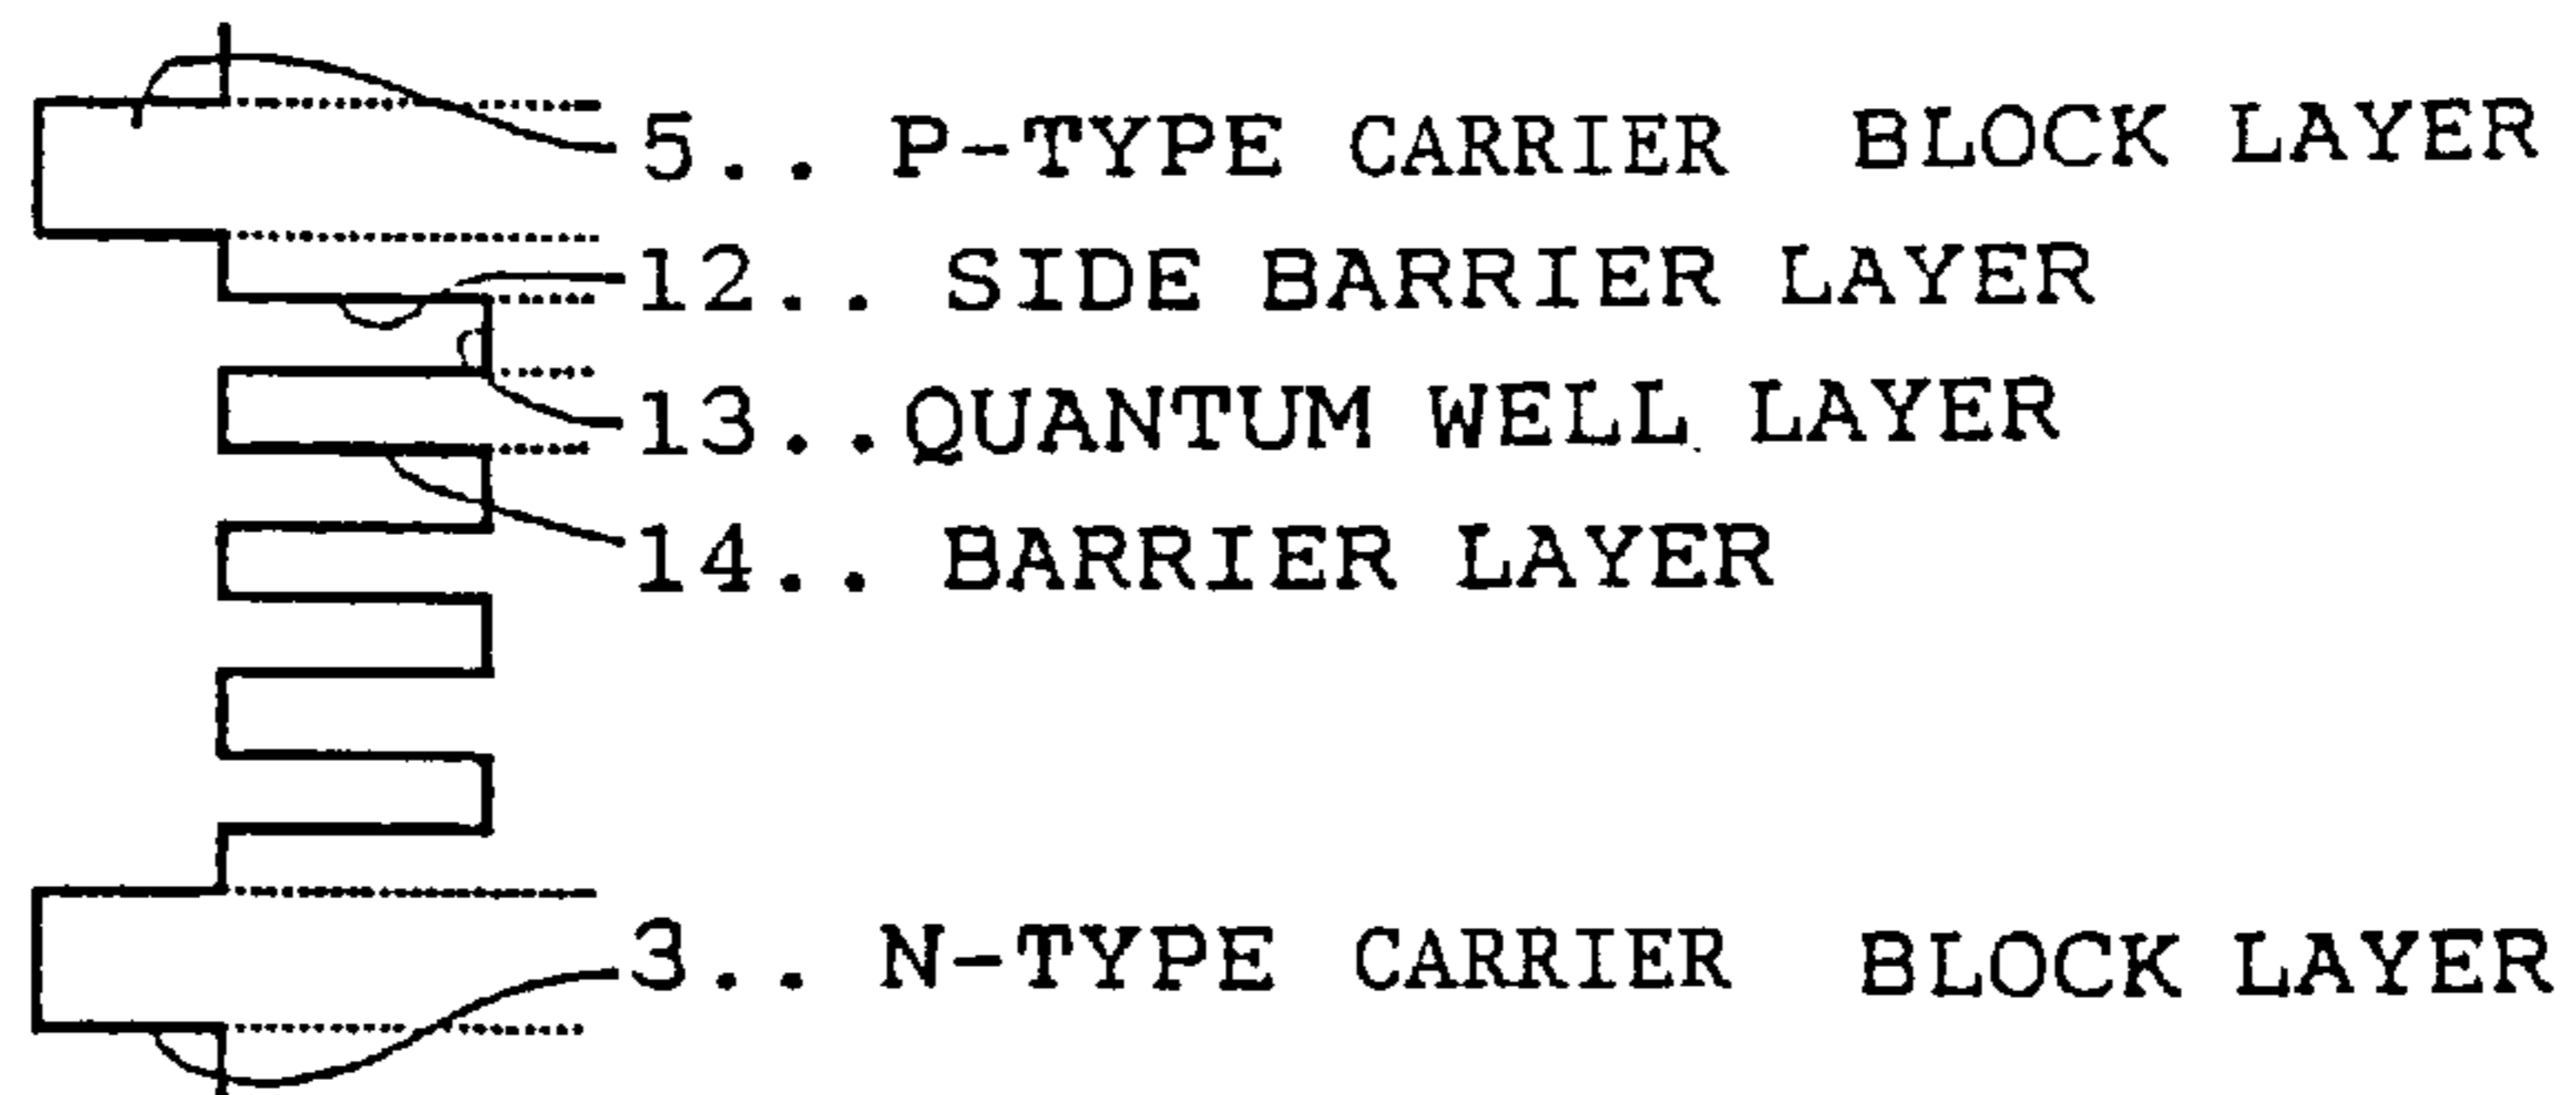 5.. P-TYPE CARRIER BLOCK LAYER
12.. SIDE BARRIER LAYER
13..QUANTUM WELL LAYER
14.. BARRIER LAYER
3.. N-TYPE CARRIER BLOCK LAYER